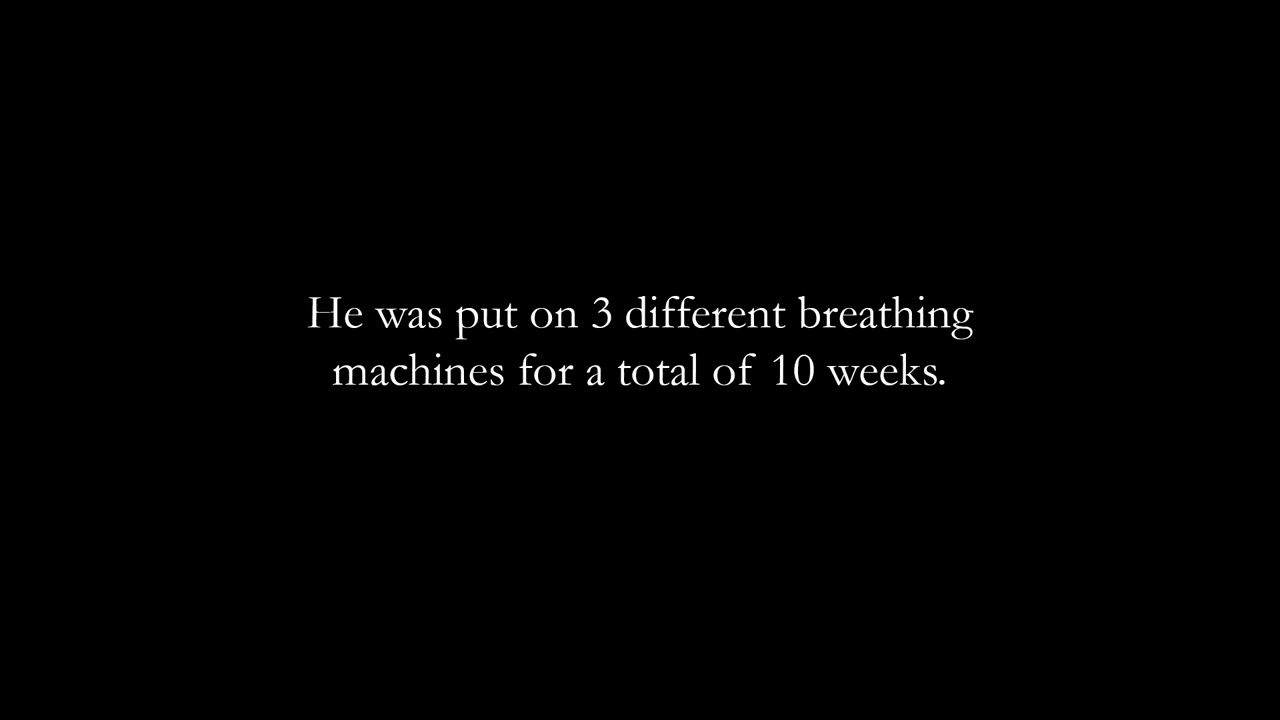 He was put on 3 different breathing
machines for a total of 10 weeks.